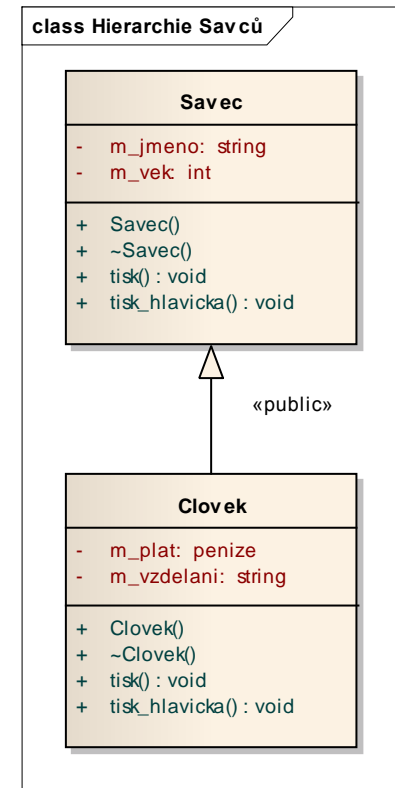 class Hierarchie Savců
Savec
- m_jmeno: string
- m_vek: int
+ Savec()
+ ~Savec()
+ tisk() : void
+ tisk_hlavicka() : void
«public»
Clovek
- m_plat: penize
- m_vzdelani: string
+ Clovek()
+ ~Clovek()
+ tisk() : void
+ tisk_hlavicka() : void